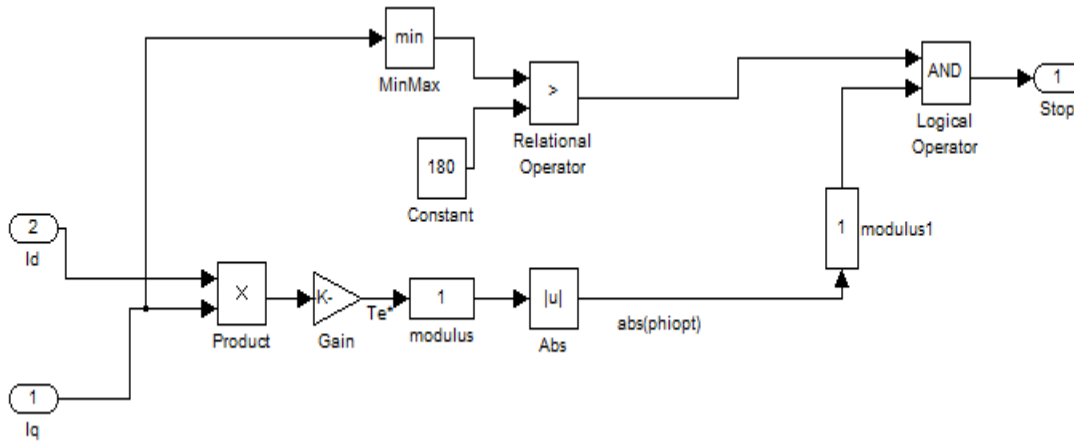 min
MinMax
>
Relational
Operator
180
Constant
AND
Logical
Operator
1
Stop
2
Id
X
Product
K-
Gain
Te*
1
modulus
|u|
Abs
abs(phiopt)
1
modulus1
1
Iq